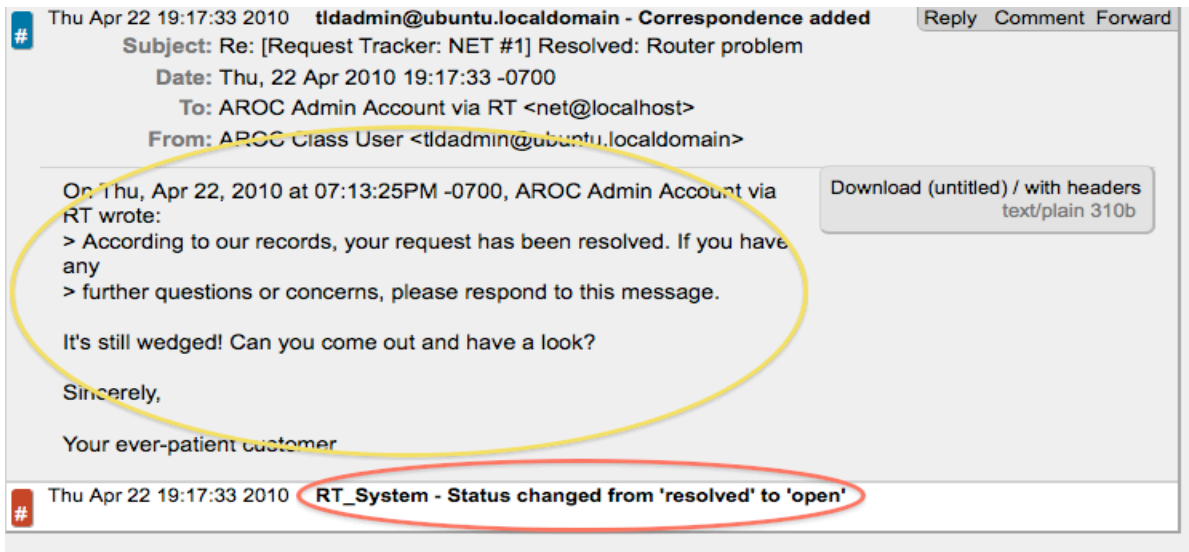 # Thu Apr 22 19:17:33 2010 tldadmin@ubuntu.localdomain - Correspondence added Reply Comment Forward
Subject: Re: [Request Tracker: NET #1] Resolved: Router problem
Date: Thu, 22 Apr 2010 19:17:33 -0700
To: AROC Admin Account via RT <net@localhost>
From: AROC Class User <tldadmin@ubuntu.localdomain>
On Thu, Apr 22, 2010 at 07:13:25PM -0700, AROC Admin Account via
RT wrote:
> According to our records, your request has been resolved. If you have
any
> further questions or concerns, please respond to this message.
It's still wedged! Can you come out and have a look?
Sincerely,
Your ever-patient customer
Download (untitled) / with headers
text/plain 310b
# Thu Apr 22 19:17:33 2010 RT_System - Status changed from 'resolved' to 'open'